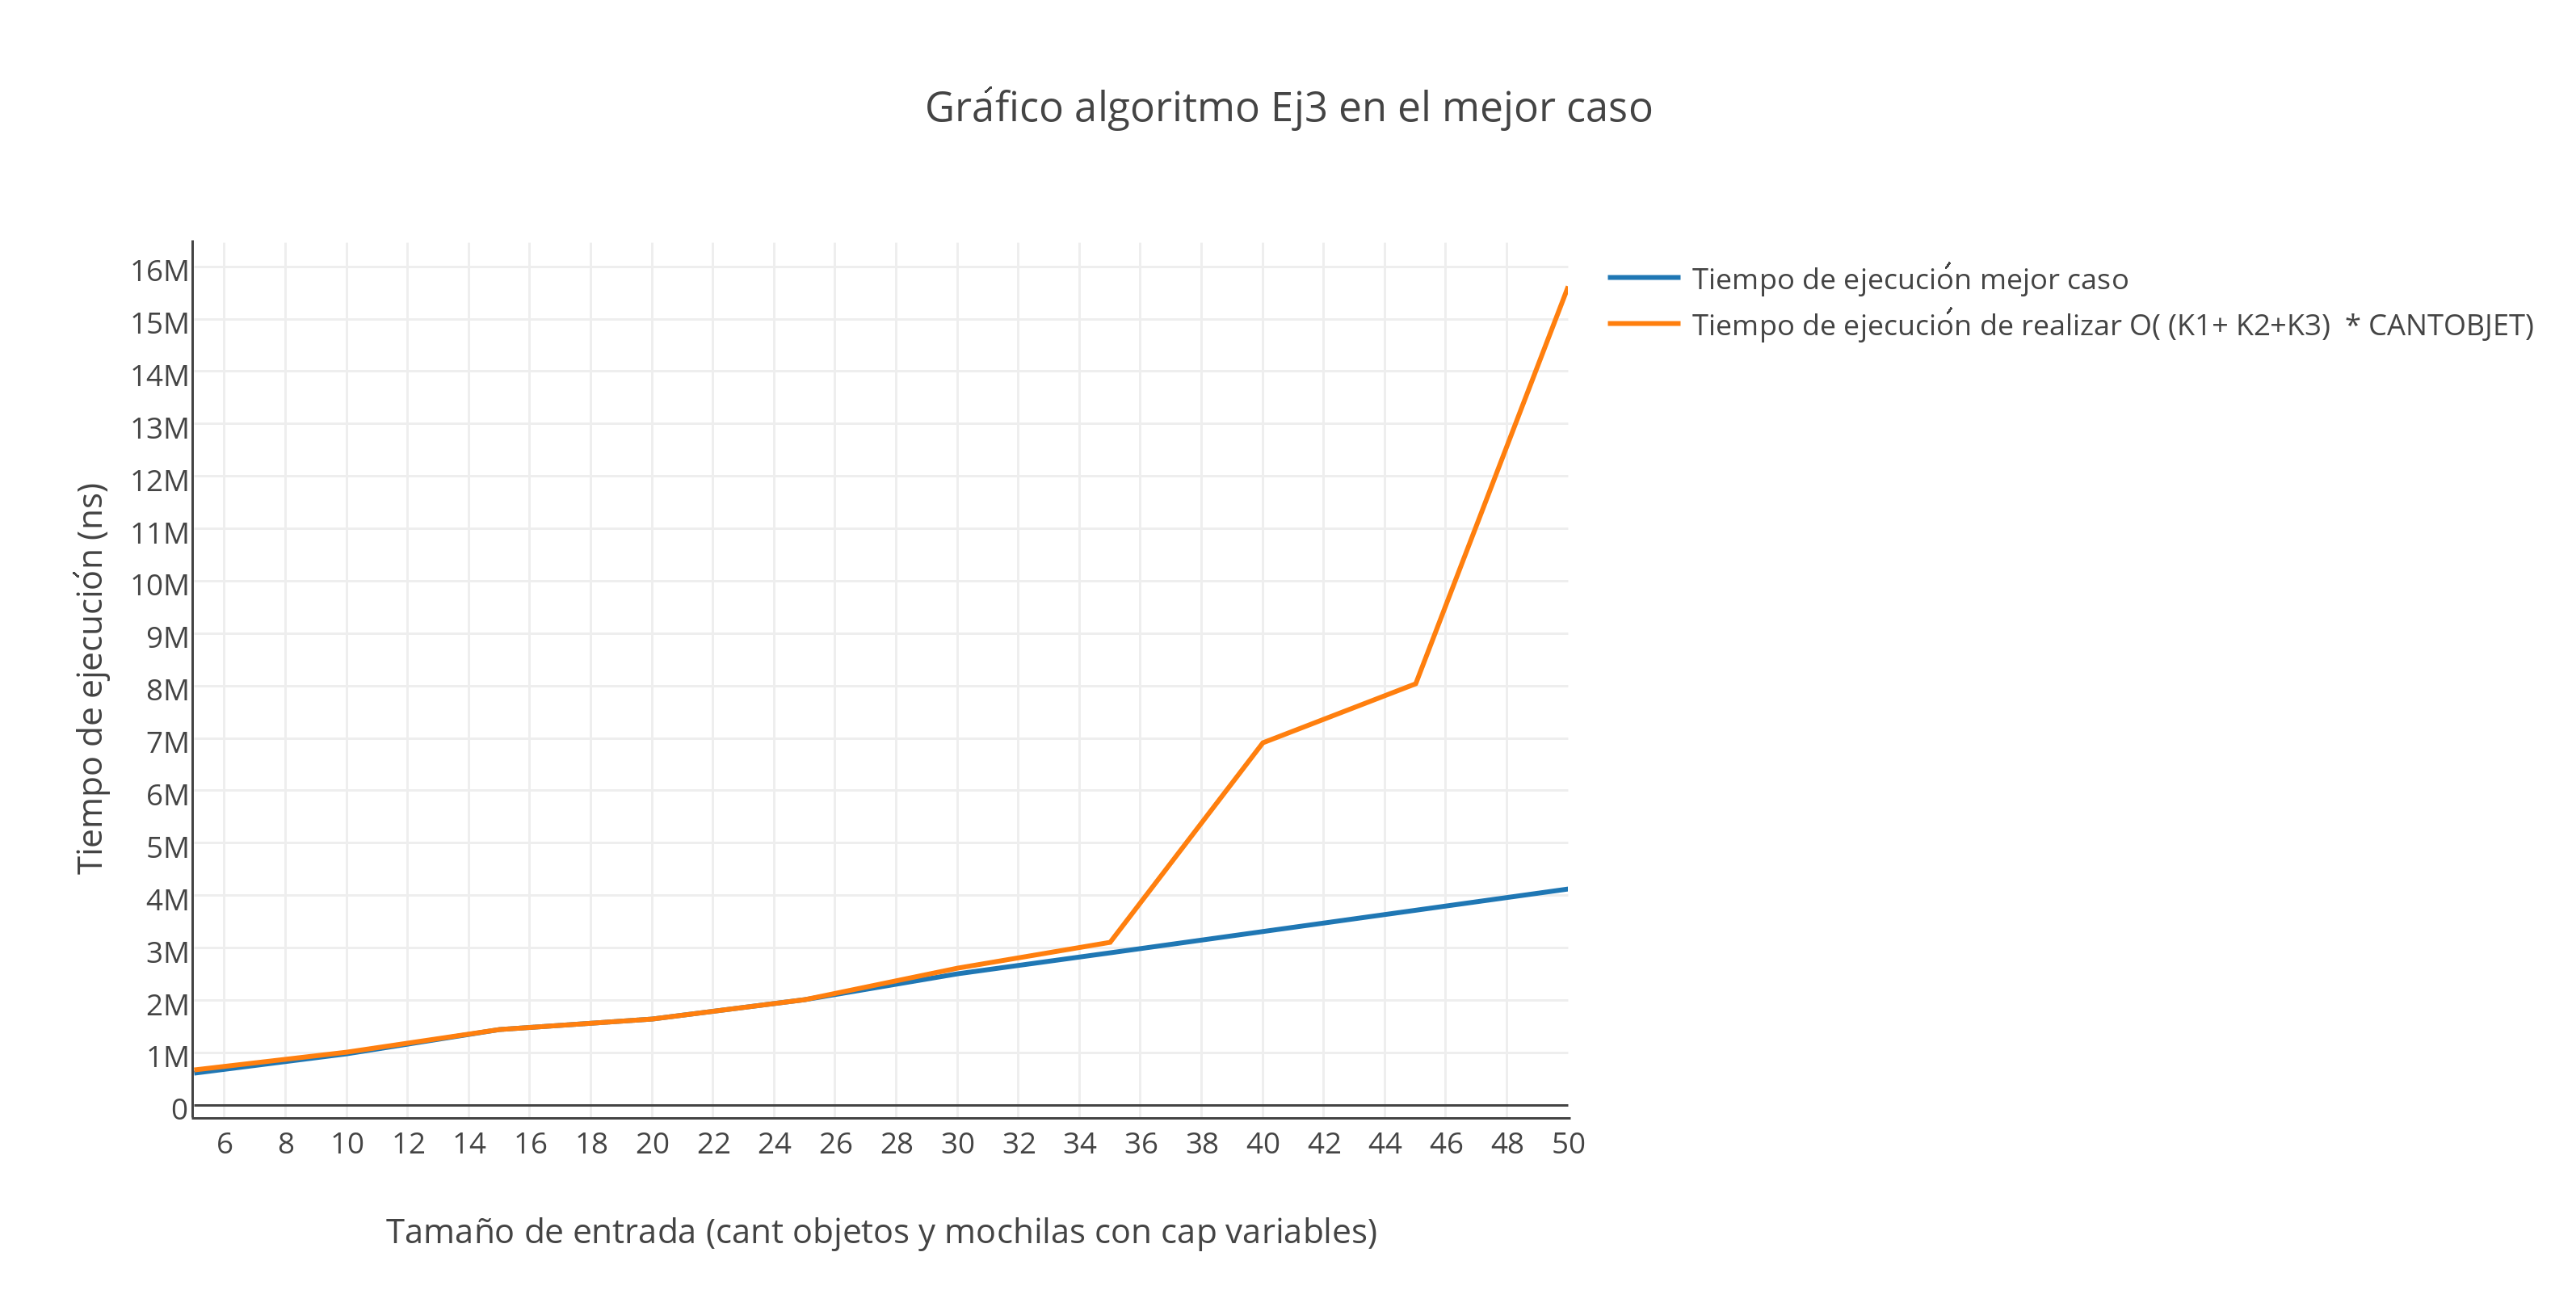 Gráfico algoritmo Ej3 en el mejor caso
16M
15M
14M
13M
12M
11M
10M
9M
8M
7M
6M
5M
4M
3M
2M
1M
0
Tiempo de ejecución (ns)
Tiempo de ejecución mejor caso
Tiempo de ejecución de realizar O( (K1+ K2+K3)  * CANTOBJET)
6 8 10 12 14 16 18 20 22 24 26 28 30 32 34 36 38 40 42 44 46 48 50
Tamaño de entrada (cant objetos y mochilas con cap variables)